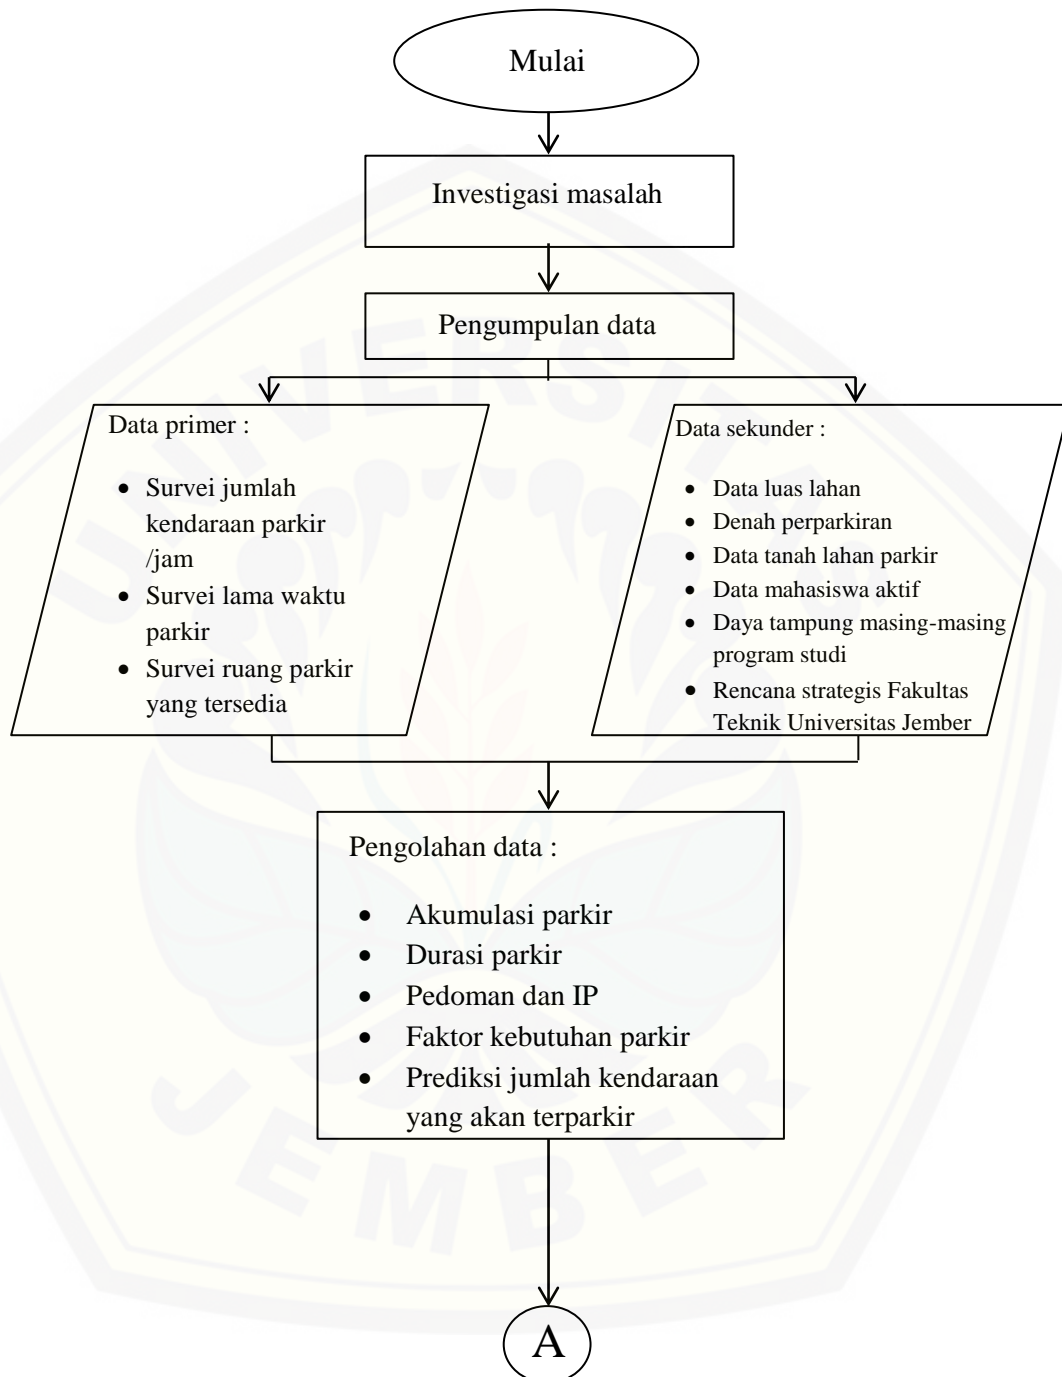 Mulai
Investigasi masalah
Pengumpulan data
Data primer :
• Survei jumlah
kendaraan parkir
/jam
• Survei lama waktu
parkir
• Survei ruang parkir
yang tersedia
Data sekunder :
• Data luas lahan
• Denah perparkiran
• Data tanah lahan parkir
• Data mahasiswa aktif
• Daya tampung masing-masing
program studi
• Rencana strategis Fakultas
Teknik Universitas Jember
Pengolahan data :
• Akumulasi parkir
• Durasi parkir
• Pedoman dan IP
• Faktor kebutuhan parkir
• Prediksi jumlah kendaraan
yang akan terparkir
A
UNIVERSITAS
JEMBER